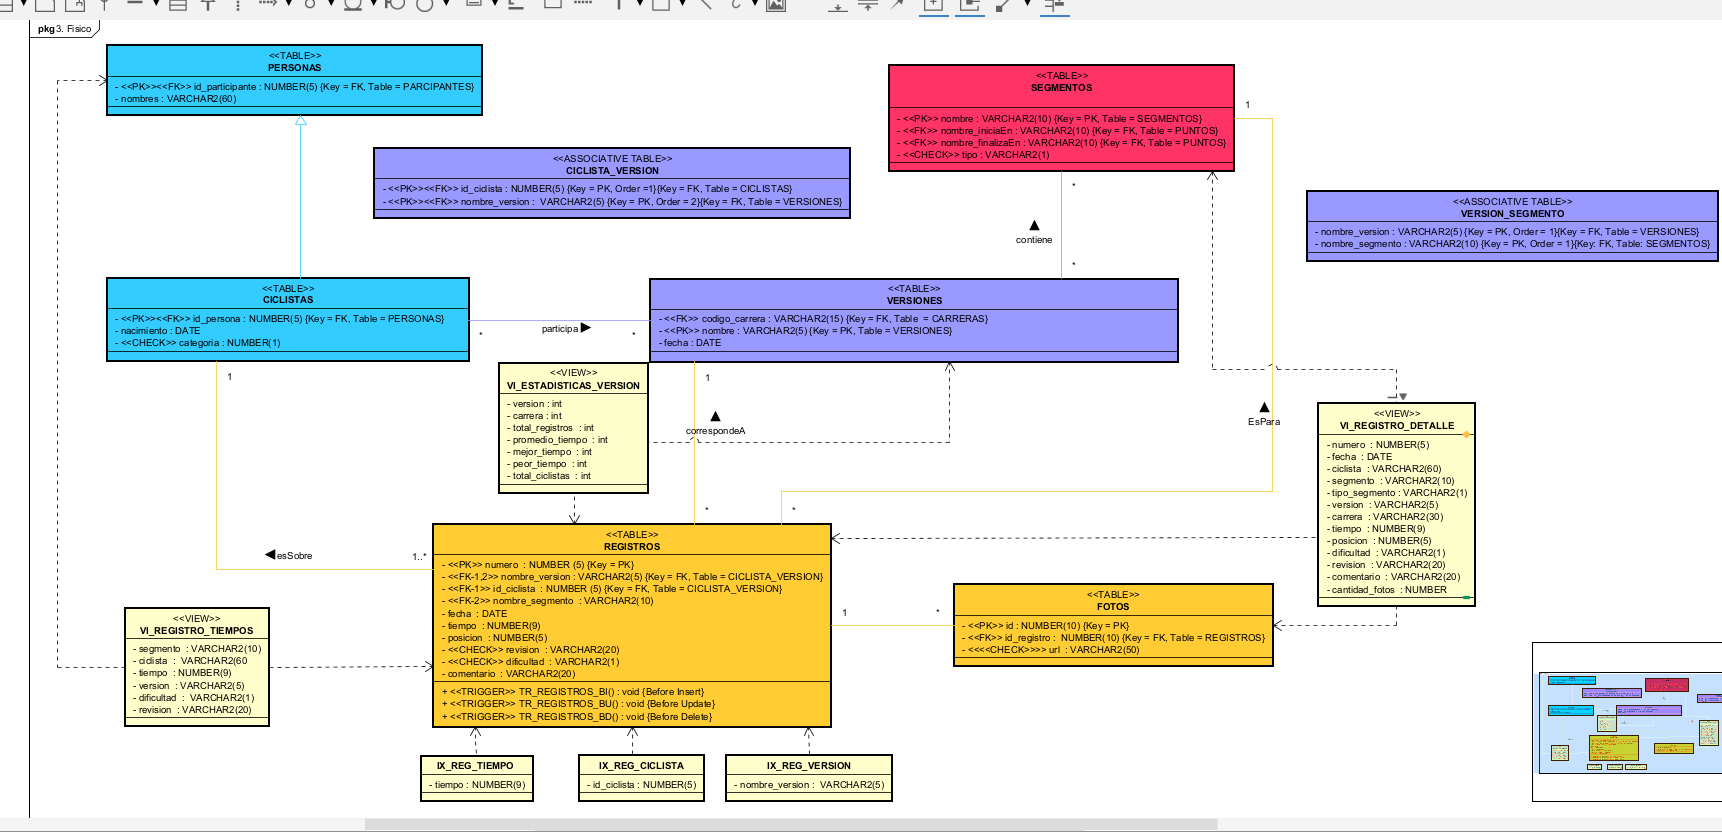 pkg 3. Fisico
<<TABLE>>
PERSONAS
- <<PK>><<FK>> id_participante : NUMBER(5) {Key = FK, Table = PARCIPANTES}
- nombres : VARCHAR2(60)
<<TABLE>>
SEGMENTOS
- <<PK>> nombre : VARCHAR2(10) {Key = PK, Table = SEGMENTOS}
- <<FK>> nombre_iniciaEn : VARCHAR2(10) {Key = FK, Table = PUNTOS}
- <<FK>> nombre_finalizaEn : VARCHAR2(10) {Key = FK, Table = PUNTOS}
- <<CHECK>> tipo : VARCHAR2(1)
1
<<ASSOCIATIVE TABLE>>
CICLISTA_VERSION
- <<PK>><<FK>> id_ciclista : NUMBER(5) {Key = PK, Order =1}{Key = FK, Table = CICLISTAS}
- <<PK>><<FK>> nombre_version : VARCHAR2(5) {Key = PK, Order = 2}{Key = FK, Table = VERSIONES}
*
contiene
*
<<ASSOCIATIVE TABLE>>
VERSION_SEGMENTO
- nombre_version : VARCHAR2(5) {Key = PK, Order = 1}{Key = FK, Table = VERSIONES}
- nombre_segmento : VARCHAR2(10) {Key = PK, Order = 1}{Key: FK, Table: SEGMENTOS}
<<TABLE>>
CICLISTAS
- <<PK>><<FK>> id_persona : NUMBER(5) {Key = FK, Table = PERSONAS}
- nacimiento : DATE
- <<CHECK>> categoria : NUMBER(1)
*
participa
*
<<TABLE>>
VERSIONES
- <<FK>> codigo_carrera : VARCHAR2(15) {Key = FK, Table = CARRERAS}
- <<PK>> nombre : VARCHAR2(5) {Key = PK, Table = VERSIONES}
- fecha : DATE
1
<<VIEW>>
VI_ESTADISTICAS_VERSION
- version : int
- carrera : int
- total_registros : int
- promedio_tiempo : int
- mejor_tiempo : int
- peor_tiempo : int
- total_ciclistas : int
1
correspondeA
*
*
EsPara
<<VIEW>>
VI_REGISTRO_DETALLE
- numero : NUMBER(5)
- fecha : DATE
- ciclista : VARCHAR2(60)
- segmento : VARCHAR2(10)
- tipo_segmento : VARCHAR2(1)
- version : VARCHAR2(5)
- carrera : VARCHAR2(30)
- tiempo : NUMBER(9)
- posicion : NUMBER(5)
- dificultad : VARCHAR2(1)
- revision : VARCHAR2(20)
- comentario : VARCHAR2(20)
- cantidad_fotos : NUMBER
esSobre
1..*
<<TABLE>>
REGISTROS
- <<PK>> numero : NUMBER (5) {Key = PK}
- <<FK-1,2>> nombre_version : VARCHAR2(5) {Key = FK, Table = CICLISTA_VERSION}
- <<FK-1>> id_ciclista : NUMBER (5) {Key = FK, Table = CICLISTA_VERSION}
- <<FK-2>> nombre_segmento : VARCHAR2(10)
- fecha : DATE
- tiempo : NUMBER(9)
- posicion : NUMBER(5)
- <<CHECK>> revision : VARCHAR2(20)
- <<CHECK>> dificultad : VARCHAR2(1)
- comentario : VARCHAR2(20)
+ <<TRIGGER>> TR_REGISTROS_BI() : void {Before Insert}
+ <<TRIGGER>> TR_REGISTROS_BU() : void {Before Update}
+ <<TRIGGER>> TR_REGISTROS_BD() : void {Before Delete}
1
*
<<TABLE>>
FOTOS
- <<PK>> id : NUMBER(10) {Key = PK}
- <<FK>> id_registro : NUMBER(10) {Key = FK, Table = REGISTROS}
- <<<<CHECK>>>> url : VARCHAR2(50)
<<VIEW>>
VI_REGISTRO_TIEMPOS
- segmento : VARCHAR2(10)
- ciclista : VARCHAR2(60
- tiempo : NUMBER(9)
- version : VARCHAR2(5)
- dificultad : VARCHAR2(1)
- revision : VARCHAR2(20)
IX_REG_TIEMPO
- tiempo : NUMBER(9)
IX_REG_CICLISTA
- id_ciclista : NUMBER(5)
IX_REG_VERSION
- nombre_version : VARCHAR2(5)